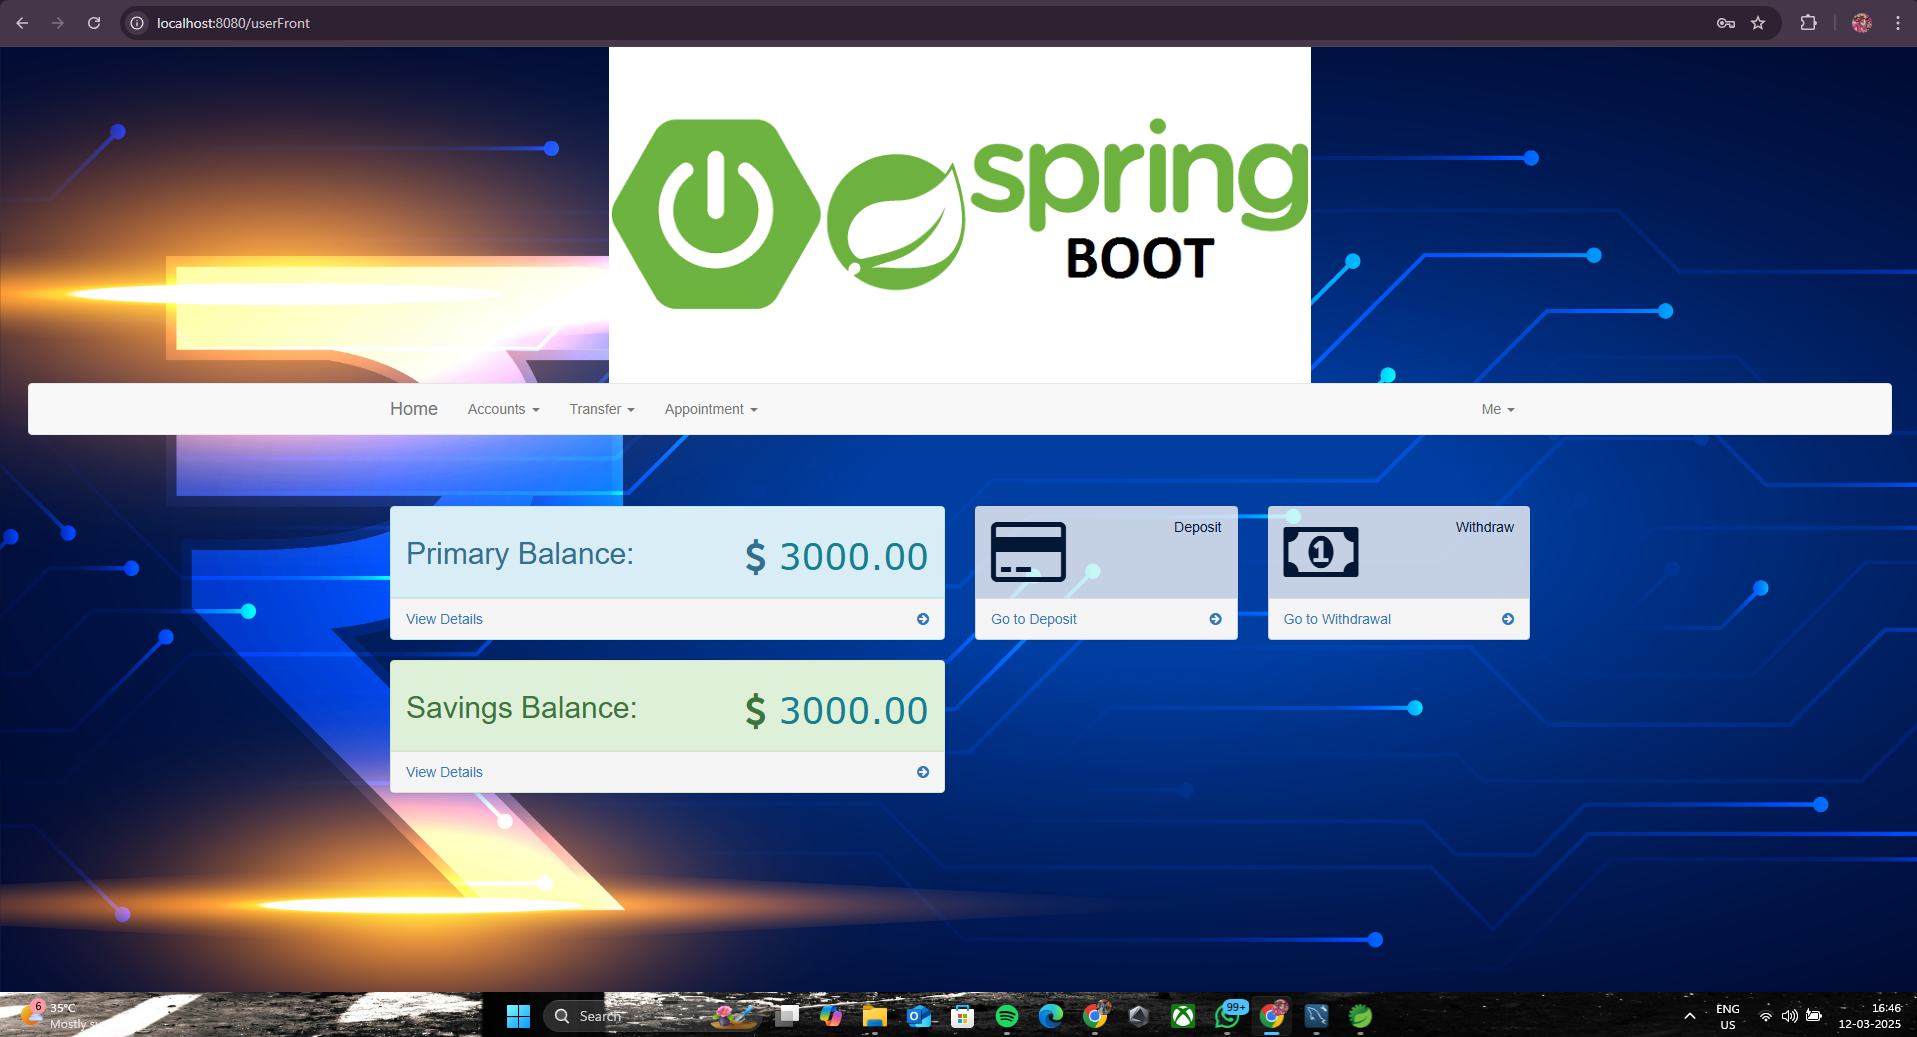 localhost:8080/userFront
spring
BOOT
Home Accounts Transfer Appointment Me
Primary Balance: $ 3000.00
View Details
Deposit
Go to Deposit
Withdraw
1
Go to Withdrawal
Savings Balance: $ 3000.00
View Details
6
35°C
Mostly
Search
99+
ENG
US
16:46
12-03-2025